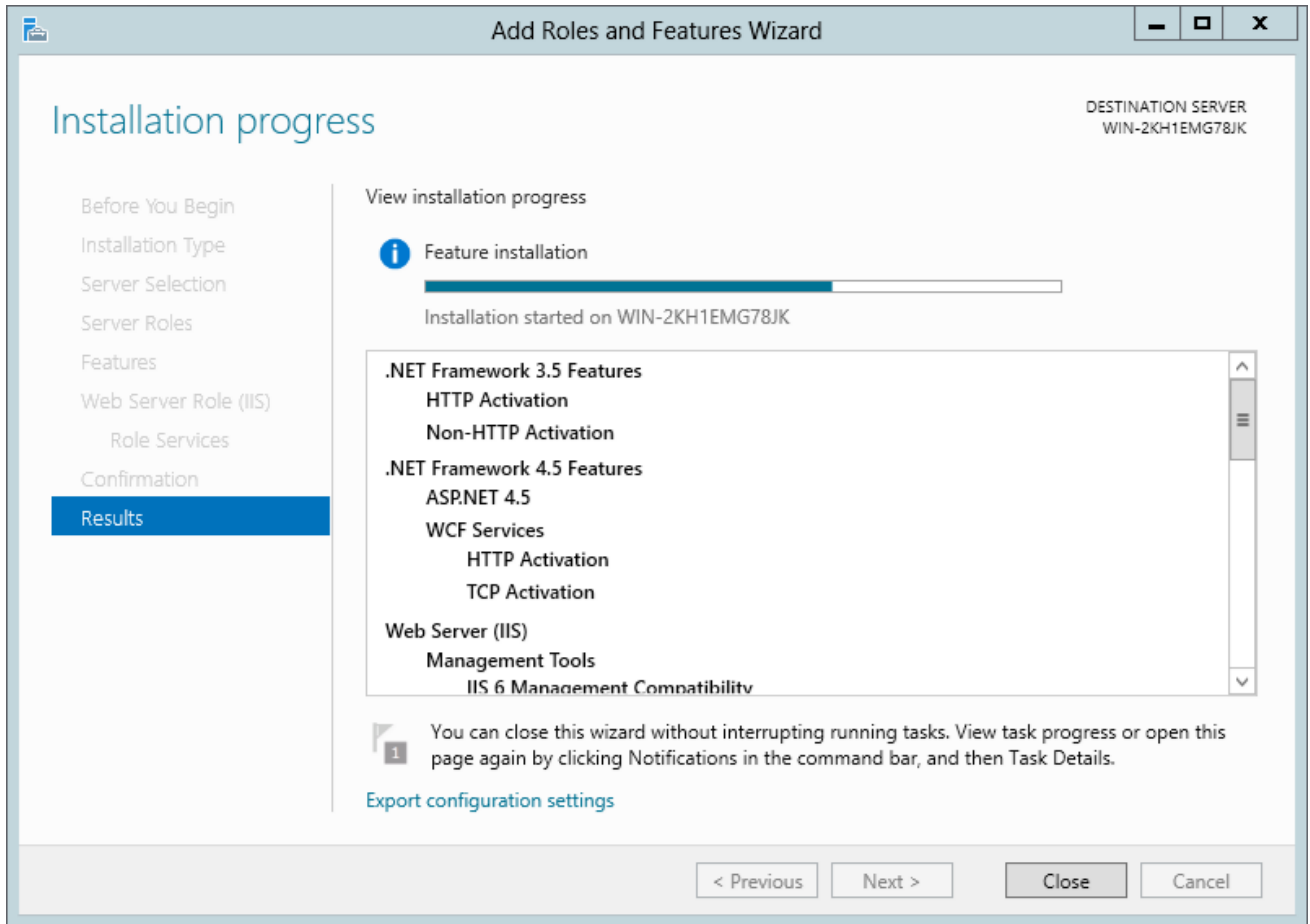 Add Roles and Features Wizard
Installation progress
DESTINATION SERVER
WIN-2KH1EMG78JK
Before You Begin
Installation Type
Server Selection
Server Roles
Features
Web Server Role (IIS)
Role Services
Confirmation
Results
View installation progress
Feature installation
Installation started on WIN-2KH1EMG78JK
.NET Framework 3.5 Features
HTTP Activation
Non-HTTP Activation
.NET Framework 4.5 Features
ASP.NET 4.5
WCF Services
HTTP Activation
TCP Activation
Web Server (IIS)
Management Tools
IIS 6 Management Compatibility
1
You can close this wizard without interrupting running tasks. View task progress or open this
page again by clicking Notifications in the command bar, and then Task Details.
Export configuration settings
< Previous
Next >
Close
Cancel